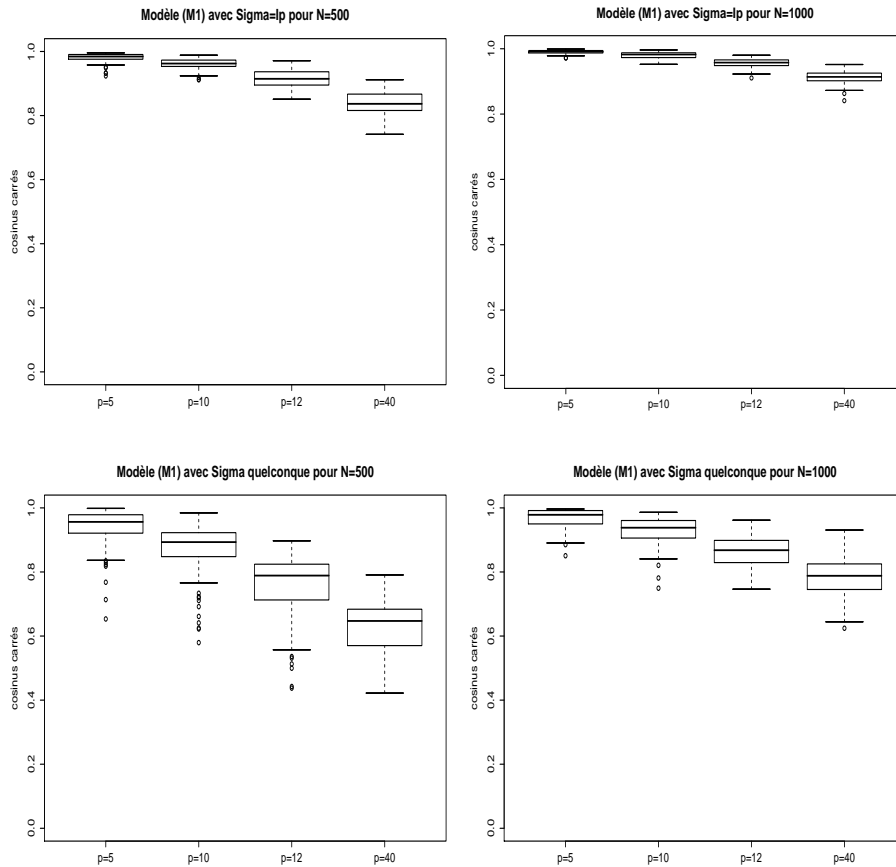 Modèle (M1) avec Sigma=Ip pour N=500
cosinus carrés
0.0
0.2
0.4
0.6
0.8
1.0
p=5
p=10
p=12
p=40
Modèle (M1) avec Sigma=Ip pour N=1000
cosinus carrés
0.0
0.2
0.4
0.6
0.8
1.0
p=5
p=10
p=12
p=40
Modèle (M1) avec Sigma quelconque pour N=500
cosinus carrés
0.0
0.2
0.4
0.6
0.8
1.0
p=5
p=10
p=12
p=40
Modèle (M1) avec Sigma quelconque pour N=1000
cosinus carrés
0.0
0.2
0.4
0.6
0.8
1.0
p=5
p=10
p=12
p=40